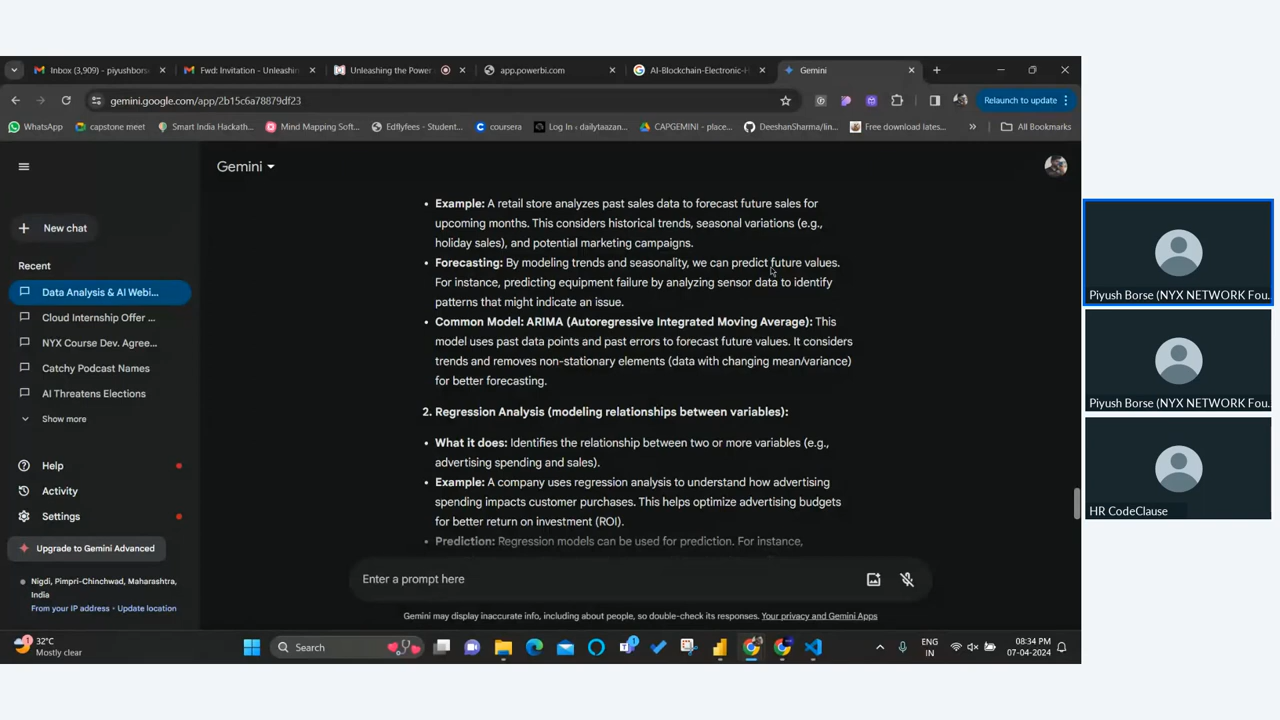 Inbox (3,909) - piyushbors
Fwd: Invitation - Unleashin
Unleashing the Power
app.powerbi.com
AI-Blockchain-Electronic-H
Gemini
gemini.google.com/app/2b15c6a78879df23
Relaunch to update
WhatsApp
capstone meet
Smart India Hackath...
Mind Mapping Soft...
Edflyfees - Student...
coursera
Log In ‹ dailytaazan...
CAPGEMINI - place...
DeeshanSharma/lin...
Free download lates...
»
All Bookmarks
Gemini
New chat
Recent
Data Analysis & AI Webi...
Cloud Internship Offer ...
NYX Course Dev. Agree...
Catchy Podcast Names
AI Threatens Elections
Show more
Help
Activity
Settings
Upgrade to Gemini Advanced
Nigdi, Pimpri-Chinchwad, Maharashtra,
India
From your IP address • Update location
• Example: A retail store analyzes past sales data to forecast future sales for
upcoming months. This considers historical trends, seasonal variations (e.g.,
holiday sales), and potential marketing campaigns.
• Forecasting: By modeling trends and seasonality, we can predict future values.
For instance, predicting equipment failure by analyzing sensor data to identify
patterns that might indicate an issue.
• Common Model: ARIMA (Autoregressive Integrated Moving Average): This
model uses past data points and past errors to forecast future values. It considers
trends and removes non-stationary elements (data with changing mean/variance)
for better forecasting.
2. Regression Analysis (modeling relationships between variables):
• What it does: Identifies the relationship between two or more variables (e.g.,
advertising spending and sales).
• Example: A company uses regression analysis to understand how advertising
spending impacts customer purchases. This helps optimize advertising budgets
for better return on investment (ROI).
• Prediction: Regression models can be used for prediction. For instance,
Enter a prompt here
Gemini may display inaccurate info, including about people, so double-check its responses. Your privacy and Gemini Apps
Piyush Borse (NYX NETWORK Fou...
Piyush Borse (NYX NETWORK Fou...
HR CodeClause
1
32°C
Mostly cloudy
Search
1
ENG
IN
08:34 PM
07-04-2024